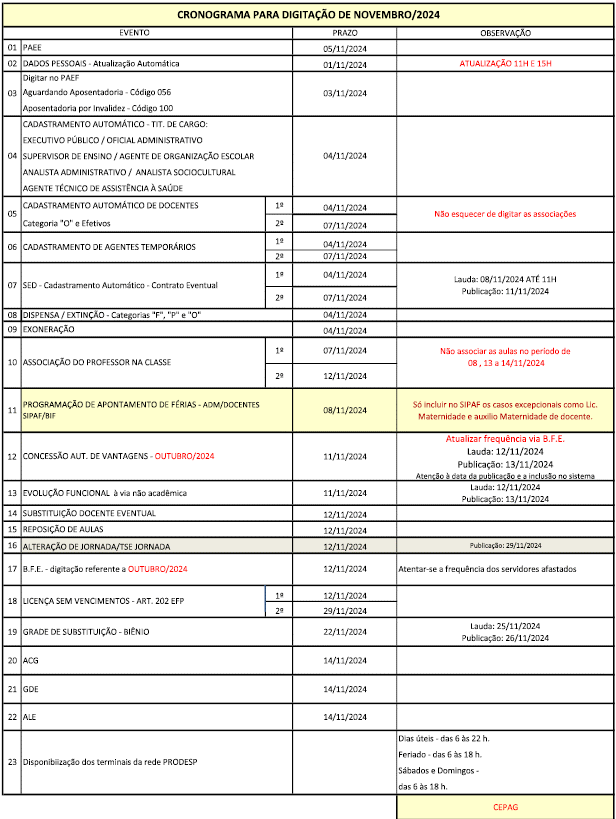 CRONOGRAMA PARA DIGITAÇÃO DE NOVEMBRO/2024
EVENTO PRAZO OBSERVAÇÃO
01 PAEE 05/11/2024
02 DADOS PESSOAIS - Atualização Automática 01/11/2024 ATUALIZAÇÃO 11H E 15H
Digitar no PAEF
03 Aguardando Aposentadoria - Código 056 03/11/2024
Aposentadoria por Invalidez - Código 100
CADASTRAMENTO AUTOMÁTICO - TIT. DE CARGO:
EXECUTIVO PÚBLICO / OFICIAL ADMINISTRATIVO
04 SUPERVISOR DE ENSINO / AGENTE DE ORGANIZAÇÃO ESCOLAR 04/11/2024
ANALISTA ADMINISTRATIVO / ANALISTA SOCIOCULTURAL
AGENTE TÉCNICO DE ASSISTÊNCIA À SAÚDE
05 CADASTRAMENTO AUTOMÁTICO DE DOCENTES 1º 04/11/2024 Não esquecer de digitar as associações
Categoria "O" e Efetivos 2º 07/11/2024
06 CADASTRAMENTO DE AGENTES TEMPORÁRIOS 1º 04/11/2024
2º 07/11/2024
07 SED - Cadastramento Automático - Contrato Eventual 1º 04/11/2024 Lauda: 08/11/2024 ATÉ 11H
2º 07/11/2024 Publicação: 11/11/2024
08 DISPENSA / EXTINÇÃO - Categorias "F", "P" e "O" 04/11/2024
09 EXONERAÇÃO 04/11/2024
10 ASSOCIAÇÃO DO PROFESSOR NA CLASSE 1º 07/11/2024 Não associar as aulas no período de
2º 12/11/2024 08 , 13 a 14/11/2024
11 PROGRAMAÇÃO DE APONTAMENTO DE FÉRIAS - ADM/DOCENTES 08/11/2024 Só incluir no SIPAF os casos excepcionais como Lic.
SIPAF/BIF Maternidade e auxilio Maternidade de docente.
Atualizar frequência via B.F.E.
12 CONCESSÃO AUT. DE VANTAGENS - OUTUBRO/2024 11/11/2024 Lauda: 12/11/2024
Publicação: 13/11/2024
Atenção à data da publicação e a inclusão no sistema
13 EVOLUÇÃO FUNCIONAL à via não acadêmica 11/11/2024 Lauda: 12/11/2024
Publicação: 13/11/2024
14 SUBSTITUIÇÃO DOCENTE EVENTUAL 12/11/2024
15 REPOSIÇÃO DE AULAS 12/11/2024
16 ALTERAÇÃO DE JORNADA/TSE JORNADA 12/11/2024 Publicação: 29/11/2024
17 B.F.E. - digitação referente a OUTUBRO/2024 12/11/2024 Atentar-se a frequência dos servidores afastados
18 LICENÇA SEM VENCIMENTOS - ART. 202 EFP 1º 12/11/2024
2º 29/11/2024
19 GRADE DE SUBSTITUIÇÃO - BIÊNIO 22/11/2024 Lauda: 25/11/2024
Publicação: 26/11/2024
20 ACG 14/11/2024
21 GDE 14/11/2024
22 ALE 14/11/2024
23 Disponibiização dos terminais da rede PRODESP Dias úteis - das 6 às 22 h.
Feriado - das 6 às 18 h.
Sábados e Domingos -
das 6 às 18 h.
CEPAG